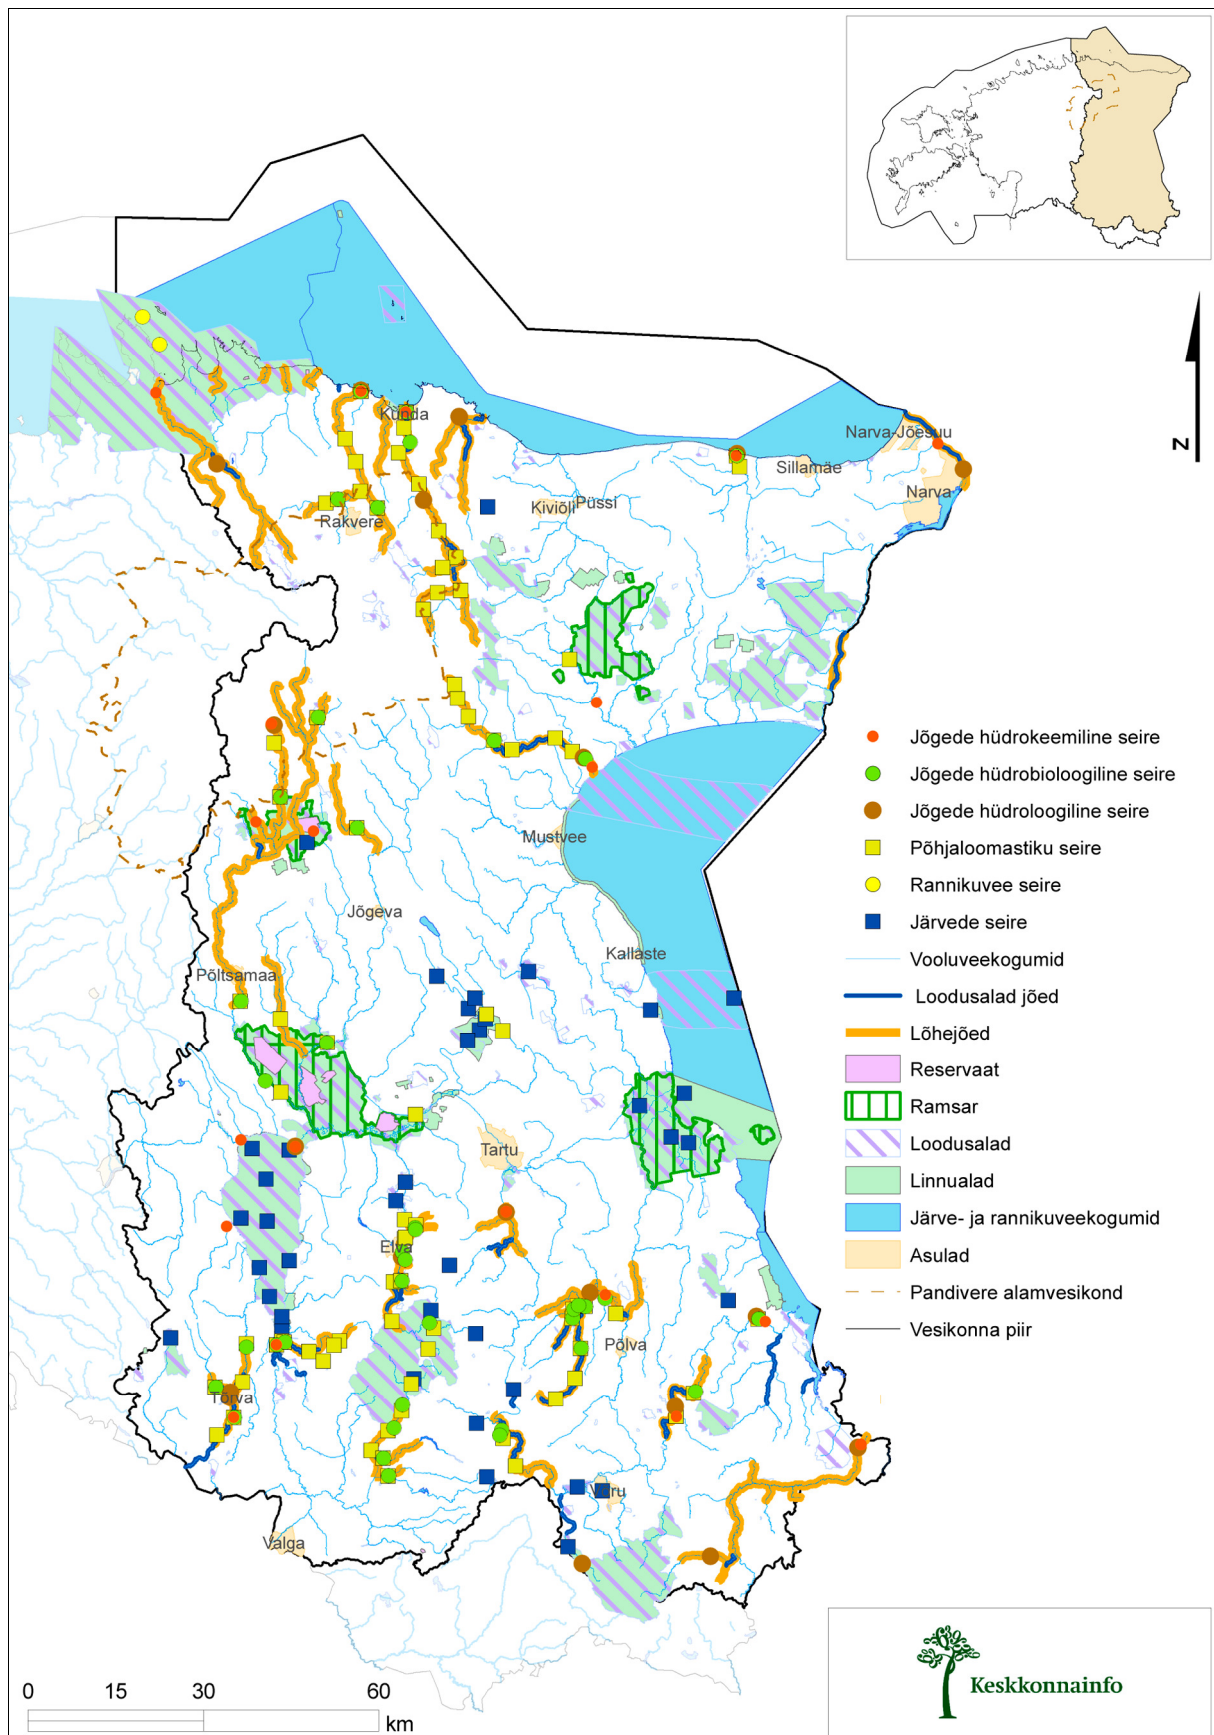 N
Kunda
Narva-Jõesuu
Sillamäe
Narva
Kiviõli
Püssi
Rakvere
Mustvee
Jõgeva
Kallaste
Põltsamaa
Tartu
Elva
Põlva
Tõrva
Võru
Valga
Jõgede hüdrokeemiline seire
Jõgede hüdrobioloogiline seire
Jõgede hüdroloogiline seire
Põhjaloomastiku seire
Rannikuvee seire
Järvede seire
Vooluveekogumid
Loodusalad jõed
Lõhejõed
Reservaat
Ramsar
Loodusalad
Linnualad
Järve- ja rannikuveekogumid
Asulad
Pandivere alamvesikond
Vesikonna piir
0 15 30 60
km
Keskkonnainfo